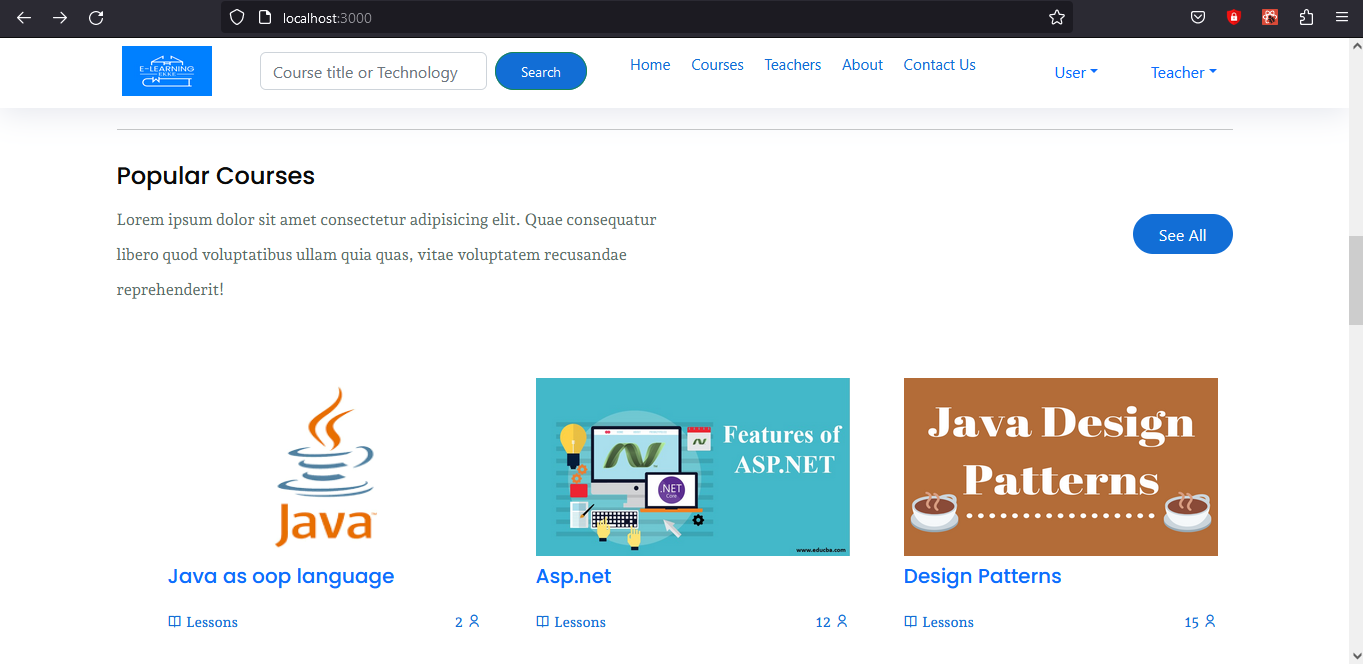 localhost:3000
E-LEARNING
EKKE
Course title or Technology
Search
Home
Courses
Teachers
About
Contact Us
User
Teacher
Popular Courses
Lorem ipsum dolor sit amet consectetur adipisicing elit. Quae consequatur
libero quod voluptatibus ullam quia quas, vitae voluptatem recusandae
reprehenderit!
See All
Java™
Features of
ASP.NET
.NET
Core
www.educba.com
Java Design
Patterns
Java as oop language
Asp.net
Design Patterns
Lessons
2
Lessons
12
Lessons
15